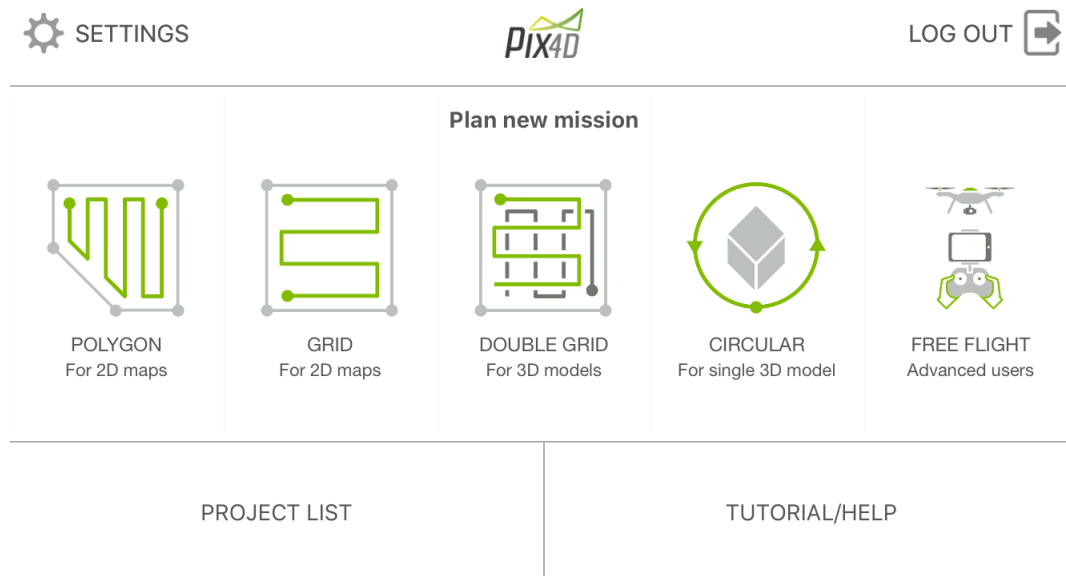 SETTINGS
PIX4D
LOG OUT
Plan new mission
POLYGON
For 2D maps
GRID
For 2D maps
DOUBLE GRID
For 3D models
CIRCULAR
For single 3D model
FREE FLIGHT
Advanced users
PROJECT LIST
TUTORIAL/HELP